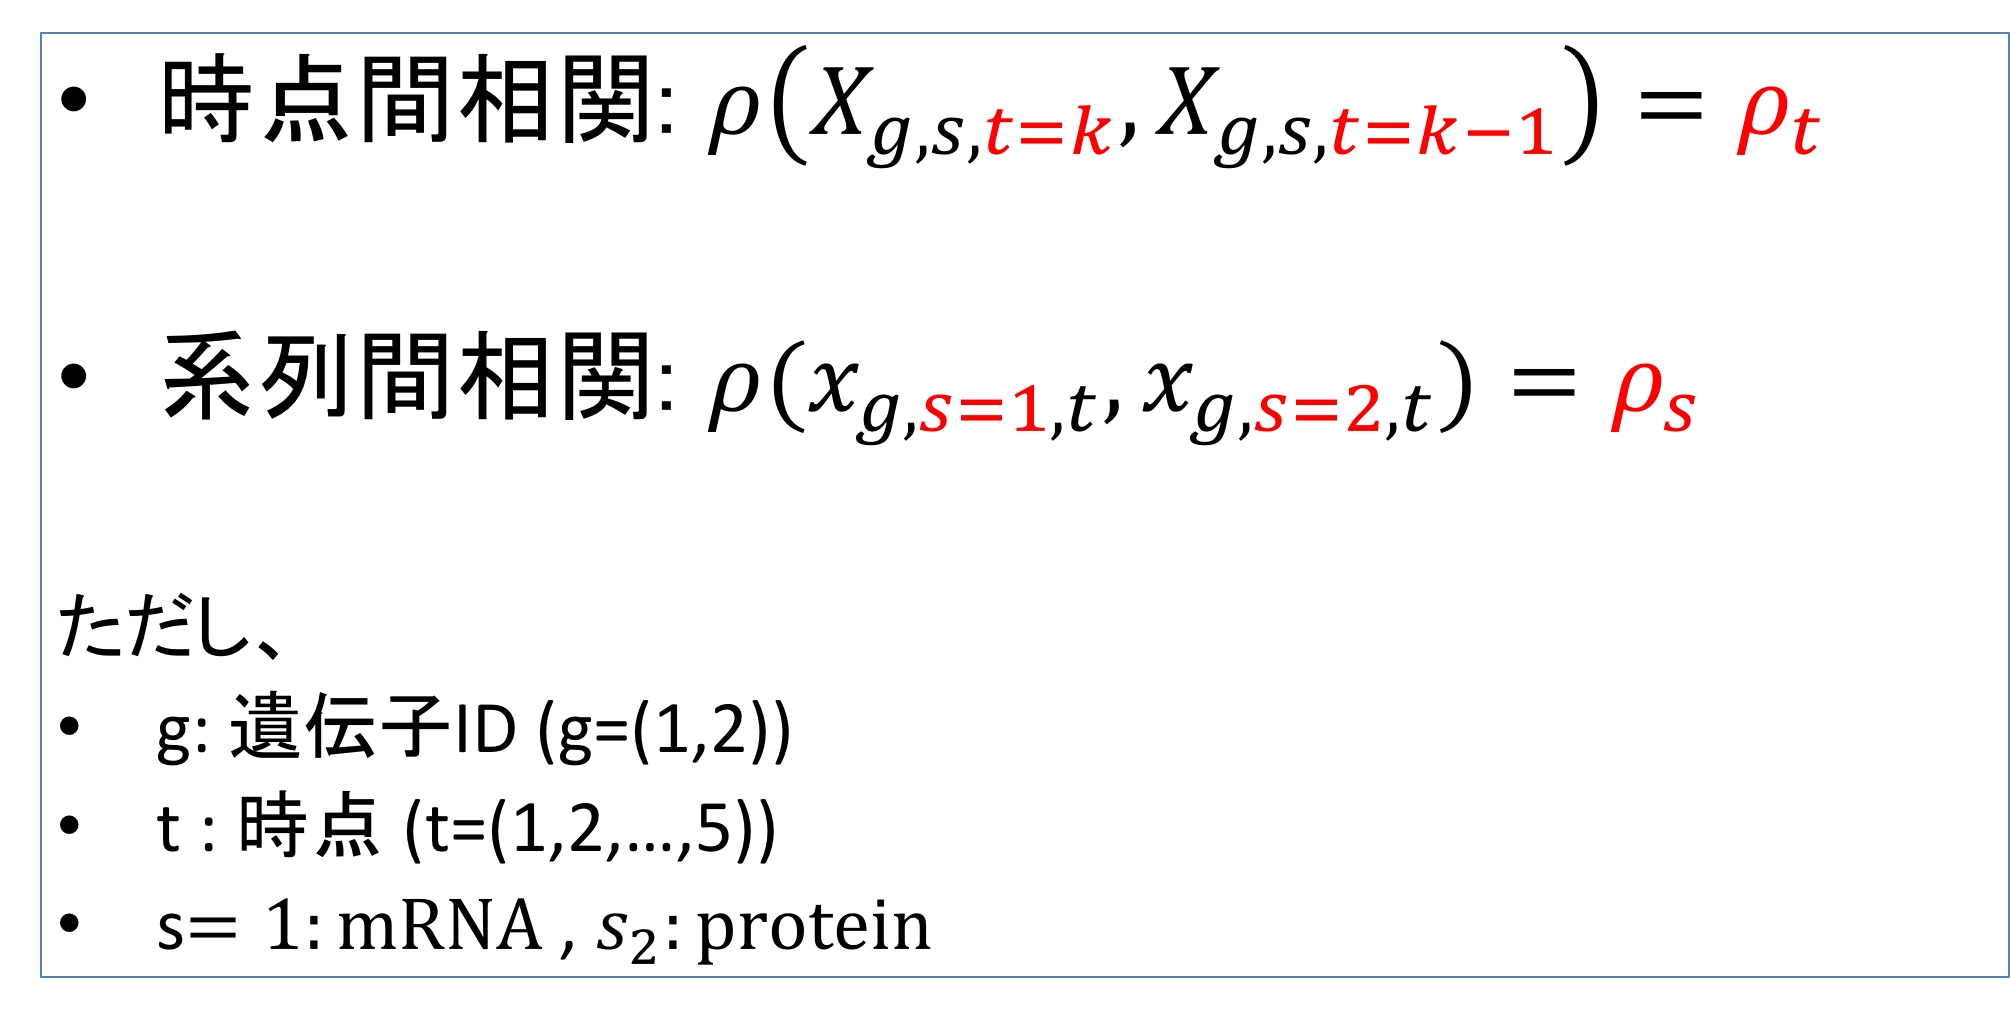 • 時点間相関: ρ(X_{g,s,t=k}, X_{g,s,t=k−1}) = ρ_t
• 系列間相関: ρ(x_{g,s=1,t}, x_{g,s=2,t}) = ρ_s
ただし、
• g: 遺伝子ID (g=(1,2))
• t : 時点 (t=(1,2,…,5))
• s= 1: mRNA , s_2: protein